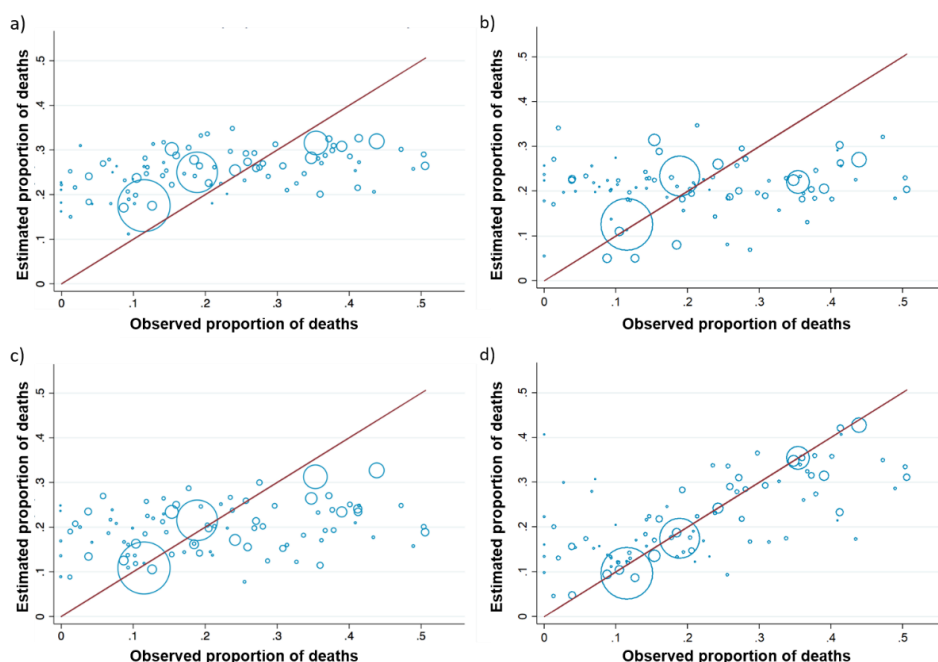 a)
Estimated proportion of deaths
.5
.4
.3
.2
.1
0
0 .1 .2 .3 .4 .5
Observed proportion of deaths
b)
Estimated proportion of deaths
.5
.4
.3
.2
.1
0
0 .1 .2 .3 .4 .5
Observed proportion of deaths
c)
Estimated proportion of deaths
.5
.4
.3
.2
.1
0
0 .1 .2 .3 .4 .5
Observed proportion of deaths
d)
Estimated proportion of deaths
.5
.4
.3
.2
.1
0
0 .1 .2 .3 .4 .5
Observed proportion of deaths